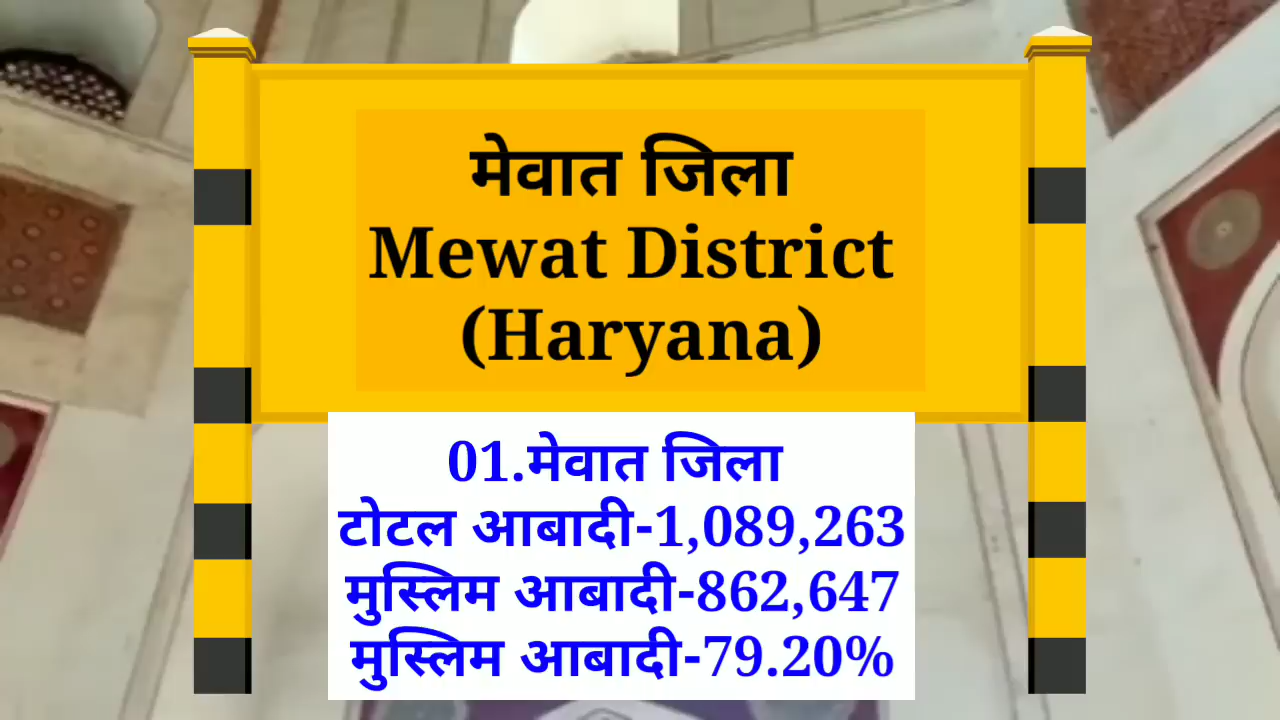 मेवात जिला
Mewat District
(Haryana)
01.मेवात जिला
टोटल आबादी-1,089,263
मुस्लिम आबादी-862,647
मुस्लिम आबादी-79.20%